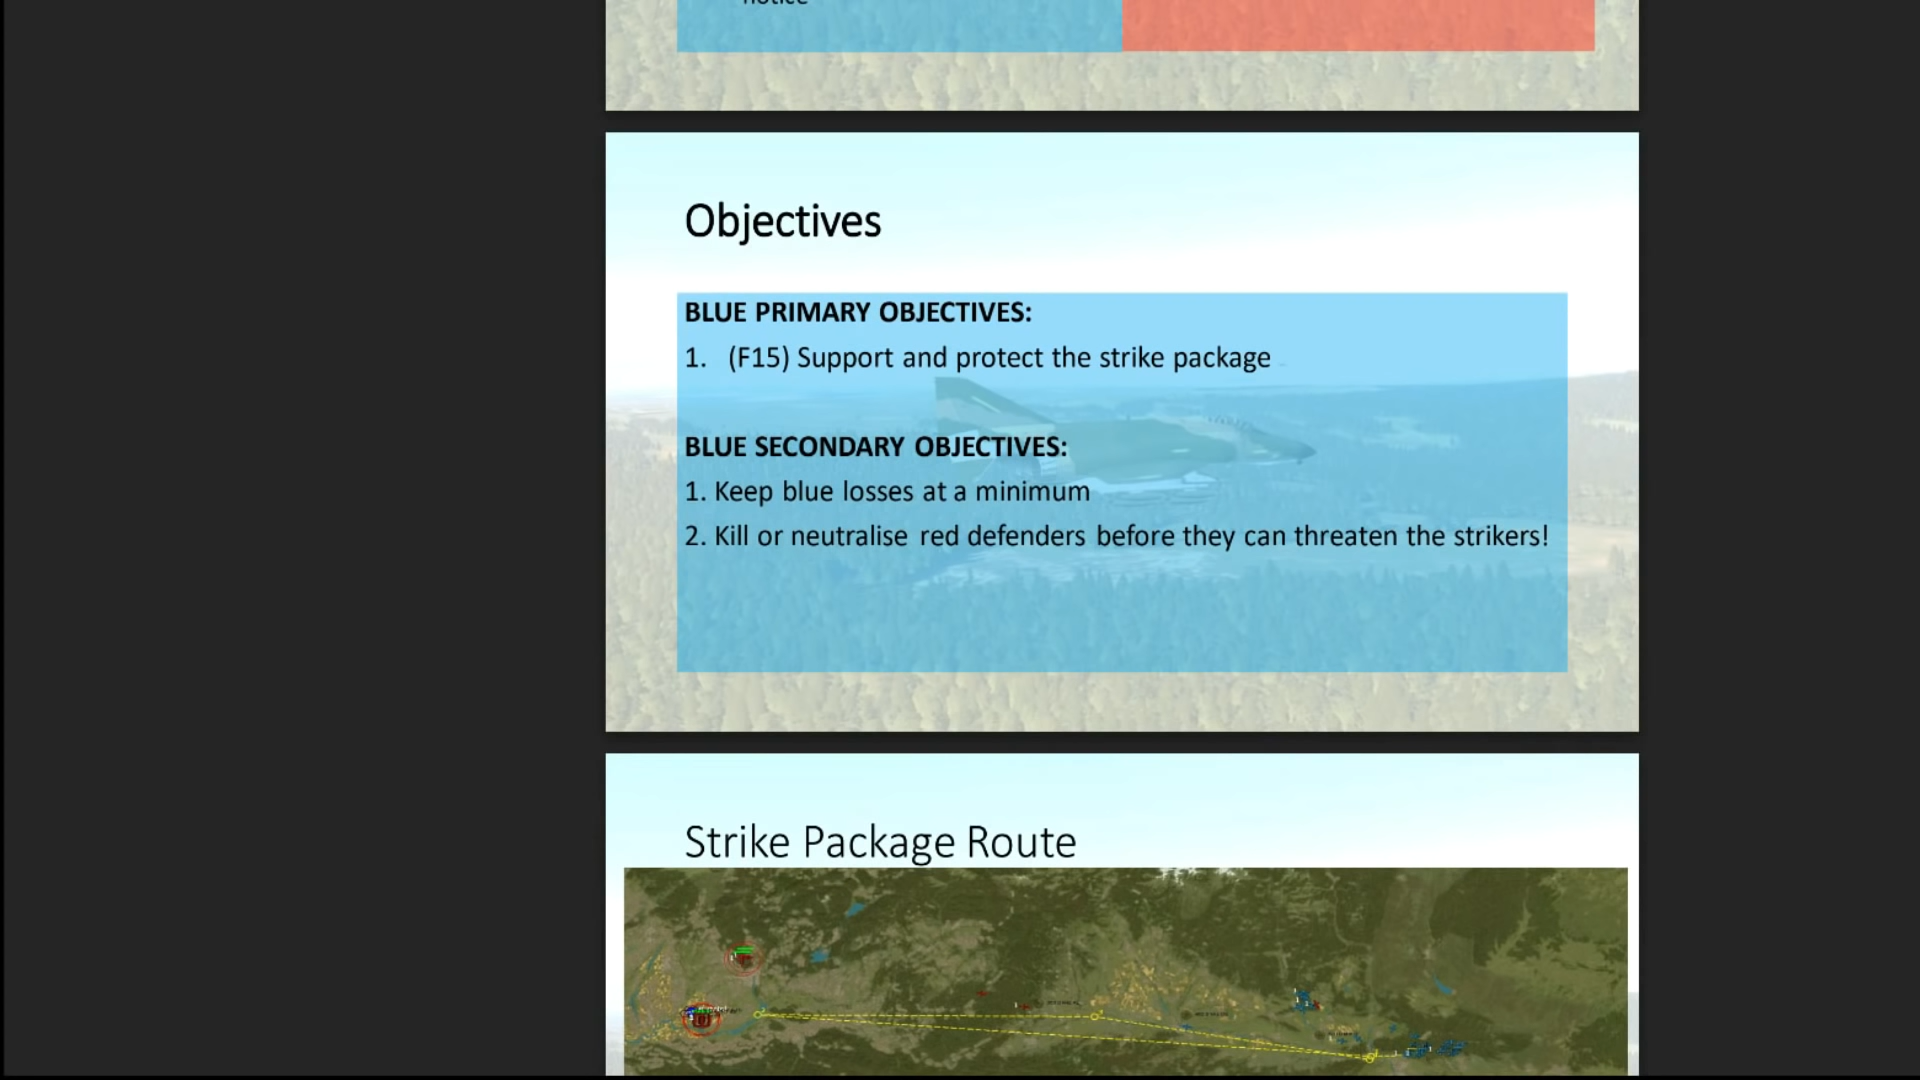 notice
Objectives
BLUE PRIMARY OBJECTIVES:
1. (F15) Support and protect the strike package
BLUE SECONDARY OBJECTIVES:
1. Keep blue losses at a minimum
2. Kill or neutralise red defenders before they can threaten the strikers!
Strike Package Route